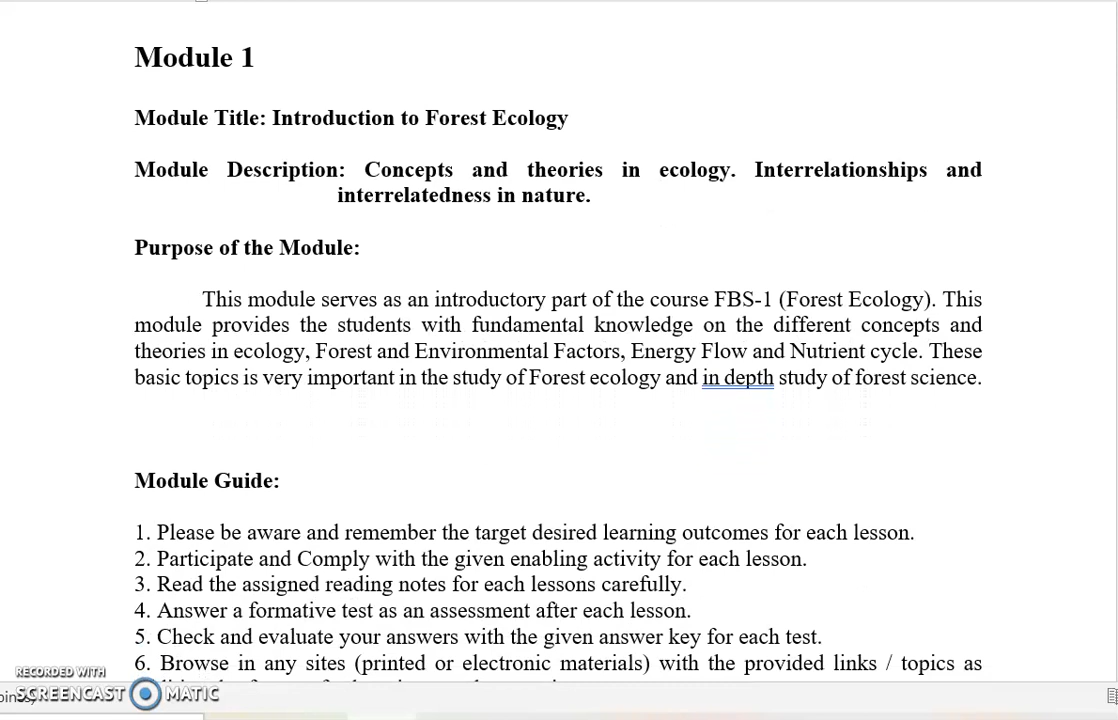 Module 1
Module Title: Introduction to Forest Ecology
Module Description: Concepts and theories in ecology. Interrelationships and
interrelatedness in nature.
Purpose of the Module:
This module serves as an introductory part of the course FBS-1 (Forest Ecology). This
module provides the students with fundamental knowledge on the different concepts and
theories in ecology, Forest and Environmental Factors, Energy Flow and Nutrient cycle. These
basic topics is very important in the study of Forest ecology and in depth study of forest science.
Module Guide:
1. Please be aware and remember the target desired learning outcomes for each lesson.
2. Participate and Comply with the given enabling activity for each lesson.
3. Read the assigned reading notes for each lessons carefully.
4. Answer a formative test as an assessment after each lesson.
5. Check and evaluate your answers with the given answer key for each test.
6. Browse in any sites (printed or electronic materials) with the provided links / topics as
RECORDED WITH
SCREENCAST MATIC